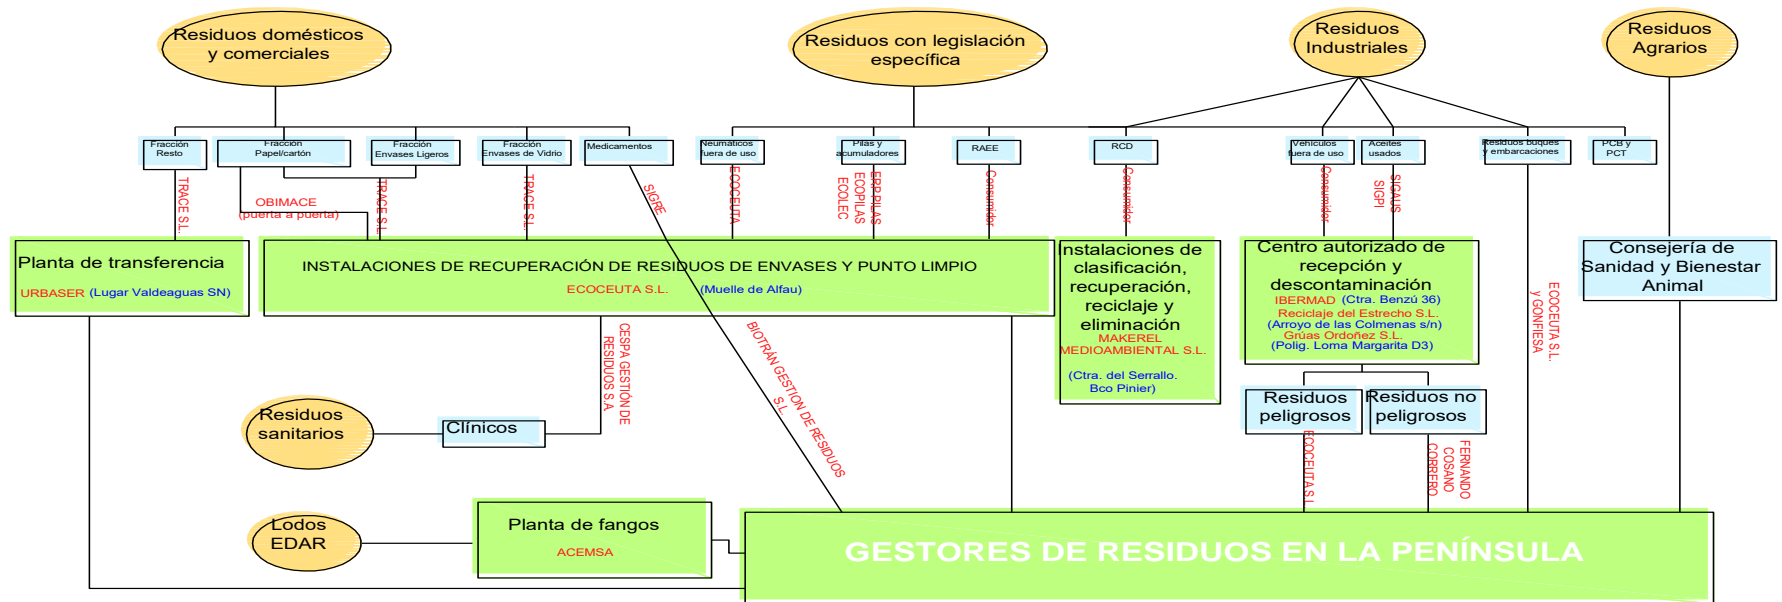 Residuos domésticos
y comerciales
Residuos con legislación
específica
Residuos
Industriales
Residuos
Agrarios
Fracción
Resto
Fracción
Papel/cartón
Fracción
Envases Ligeros
Fracción
Envases de Vidrio
Medicamentos
Neumáticos
fuera de uso
Pilas y
acumuladores
RAEE
RCD
Vehículos
fuera de uso
Aceites
usados
Residuos buques
y embarcaciones
PCB y
PCT
TRACE S.L.
OBIMACE
(puerta a puerta)
TRACE S.L.
TRACE S.L.
SIGRE
ECOCEUTA
ERP PILAS
ECOPILAS
ECOLEC
Consumidor
Consumidor
Consumidor
SIGAUS
SIGPI
Planta de transferencia
URBASER (Lugar Valdeaguas SN)
INSTALACIONES DE RECUPERACIÓN DE RESIDUOS DE ENVASES Y PUNTO LIMPIO
ECOCEUTA S.L. (Muelle de Alfau)
Instalaciones de
clasificación,
recuperación,
reciclaje y
eliminación
MAKEREL
MEDIOAMBIENTAL S.L.
(Ctra. del Serrallo.
Bco Pinier)
Centro autorizado de
recepción y
descontaminación
IBERMAD (Ctra. Benzú 36)
Reciclaje del Estrecho S.L.
(Arroyo de las Colmenas s/n)
Grúas Ordoñez S.L.
(Polig. Loma Margarita D3)
Consejería de
Sanidad y Bienestar
Animal
ECOCEUTA S.L.
y GONFIESA
CESPA GESTIÓN DE
RESIDUOS S.A
BIOTRÁN GESTION DE RESIDUOS
S.L
Residuos
sanitarios
Clínicos
Residuos
peligrosos
Residuos no
peligrosos
ECOCEUTA S.L
FERNANDO
COSANO
CORRERO
Lodos
EDAR
Planta de fangos
ACEMSA
GESTORES DE RESIDUOS EN LA PENÍNSULA